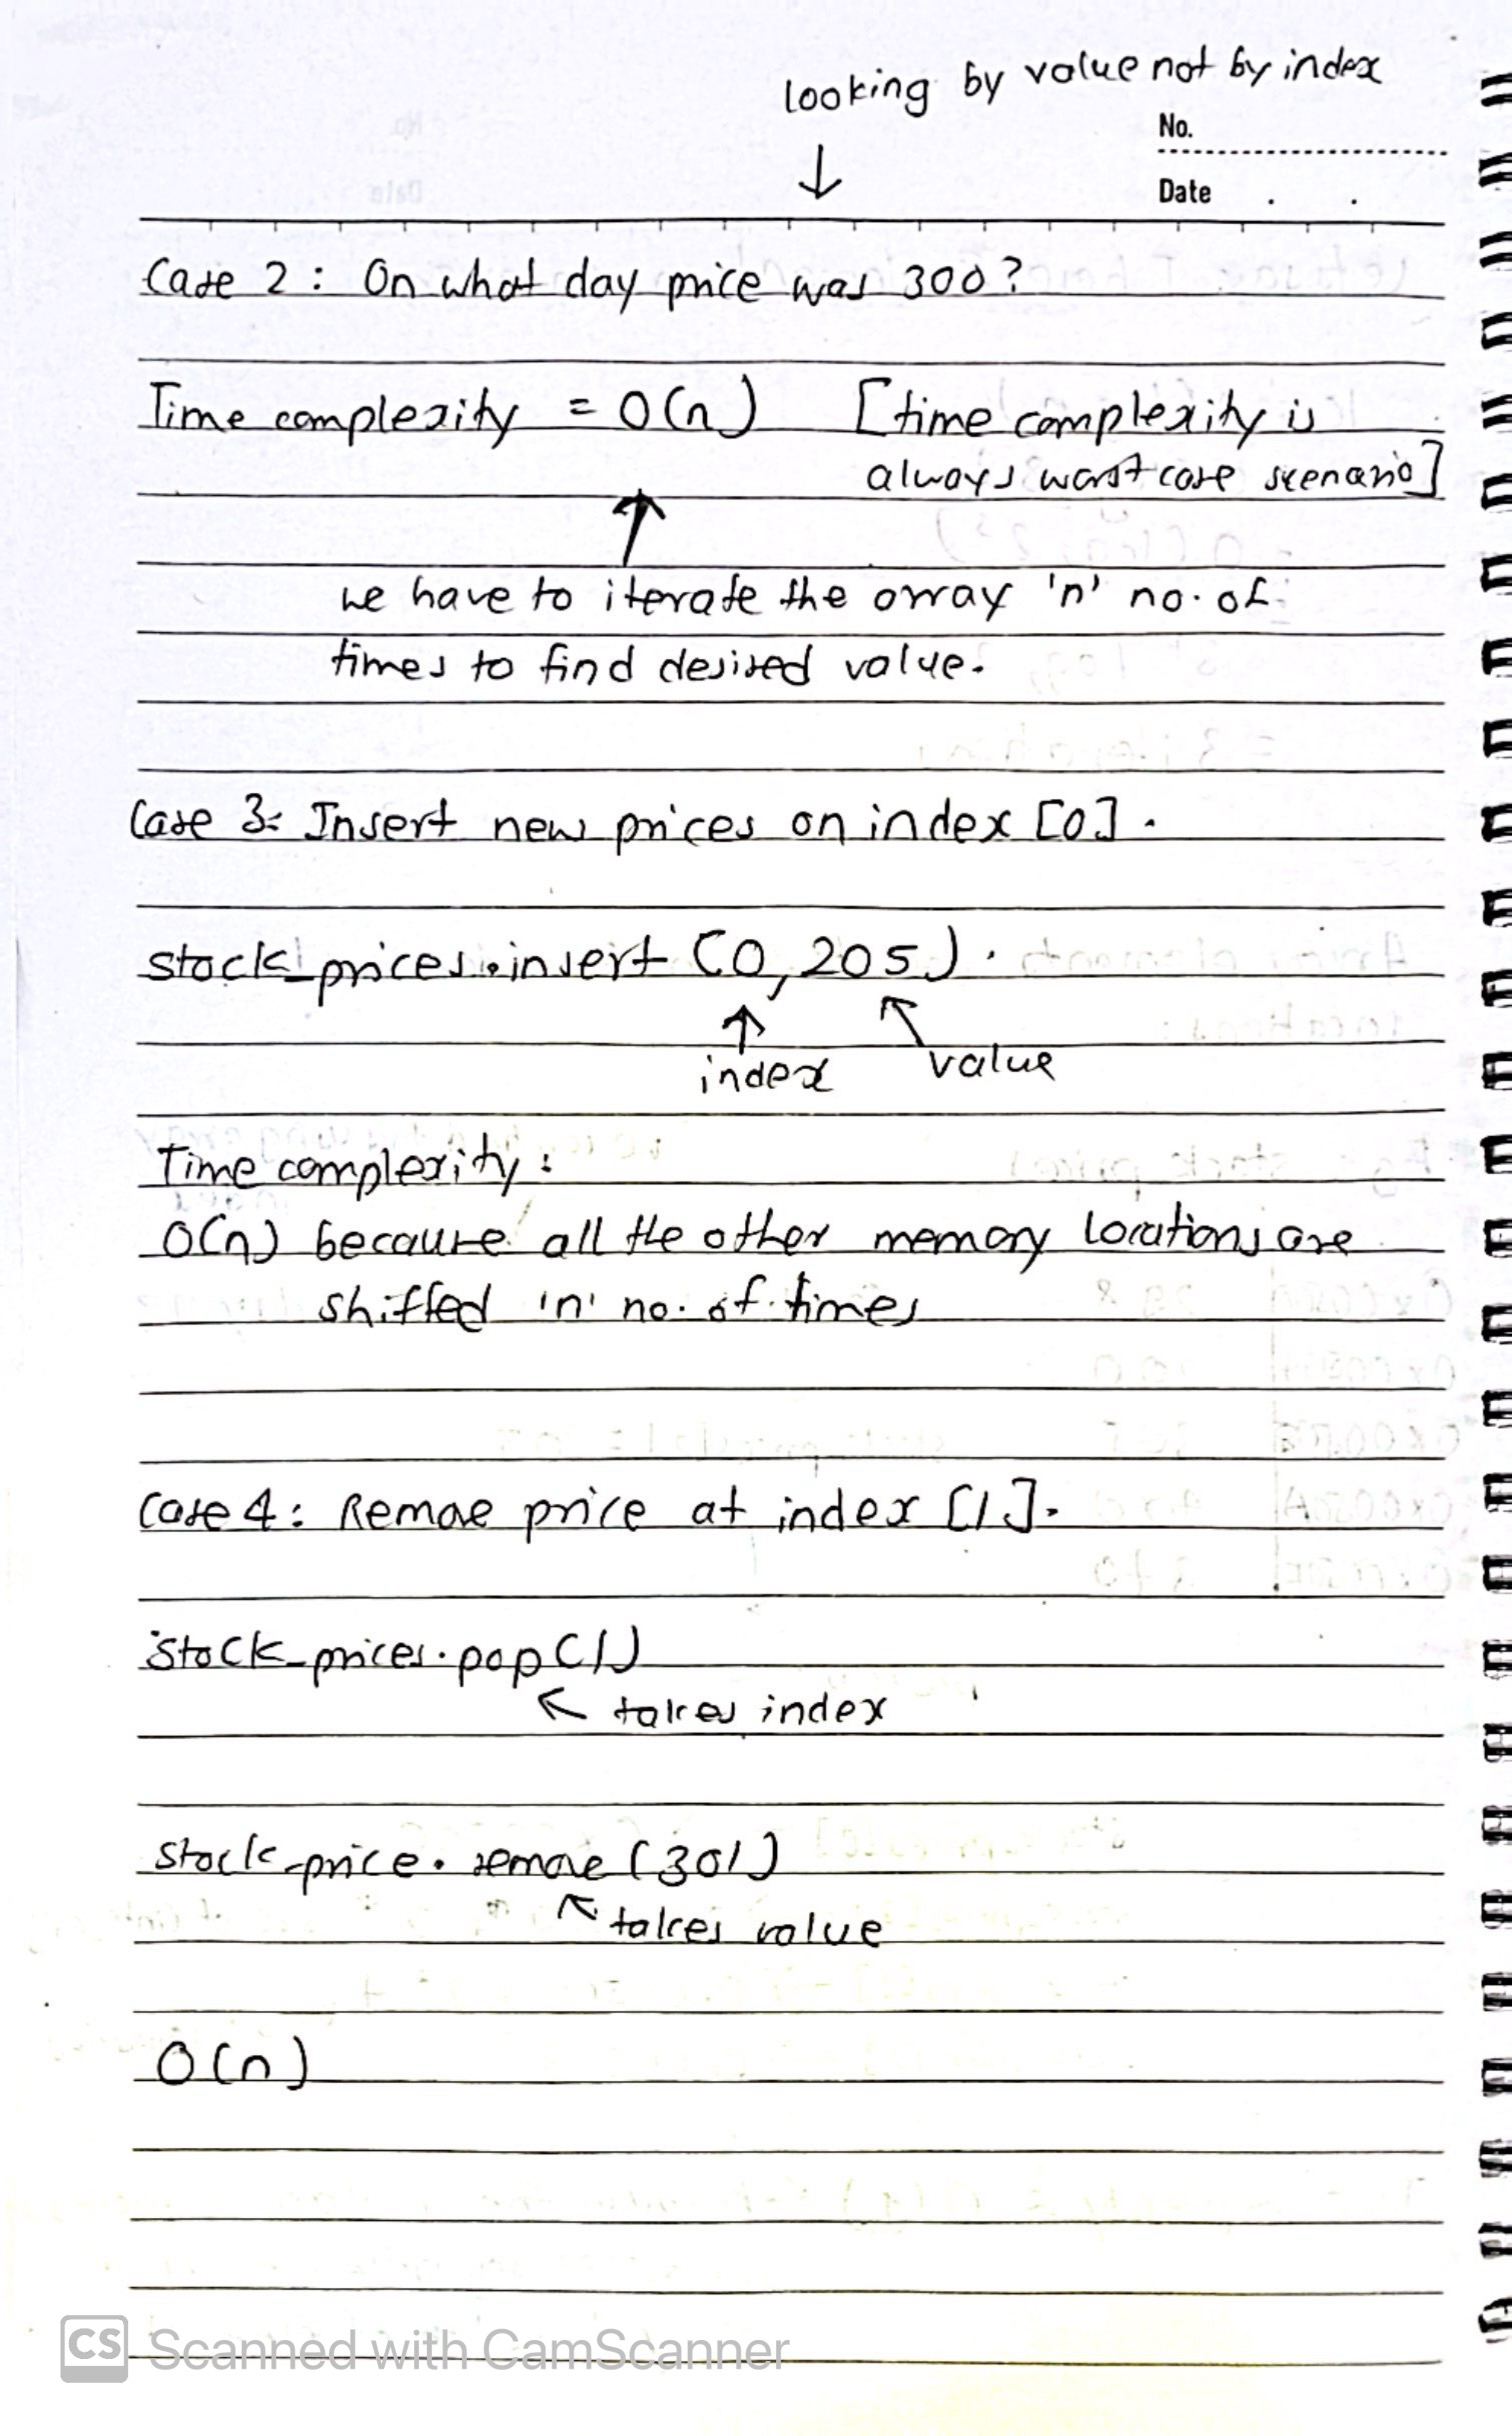 looking by value not by index
No.
↓
Date . .
Case 2 : On what day price was 300?
Time complexity = O(n) [time complexity is
always worst case scenario]
↑
we have to iterate the array 'n' no. of
times to find desired value.
Case 3: Insert new prices on index [0].
stock_prices.insert (0, 205).
↑ ↖
index value
Time complexity:
O(n) because all the other memory locations are
shifted 'n' no. of times
Case 4: Remove price at index [1].
stock_prices.pop(1)
↖ takes index
stock_price.remove(301)
↖ takes value
O(n)
CS Scanned with CamScanner